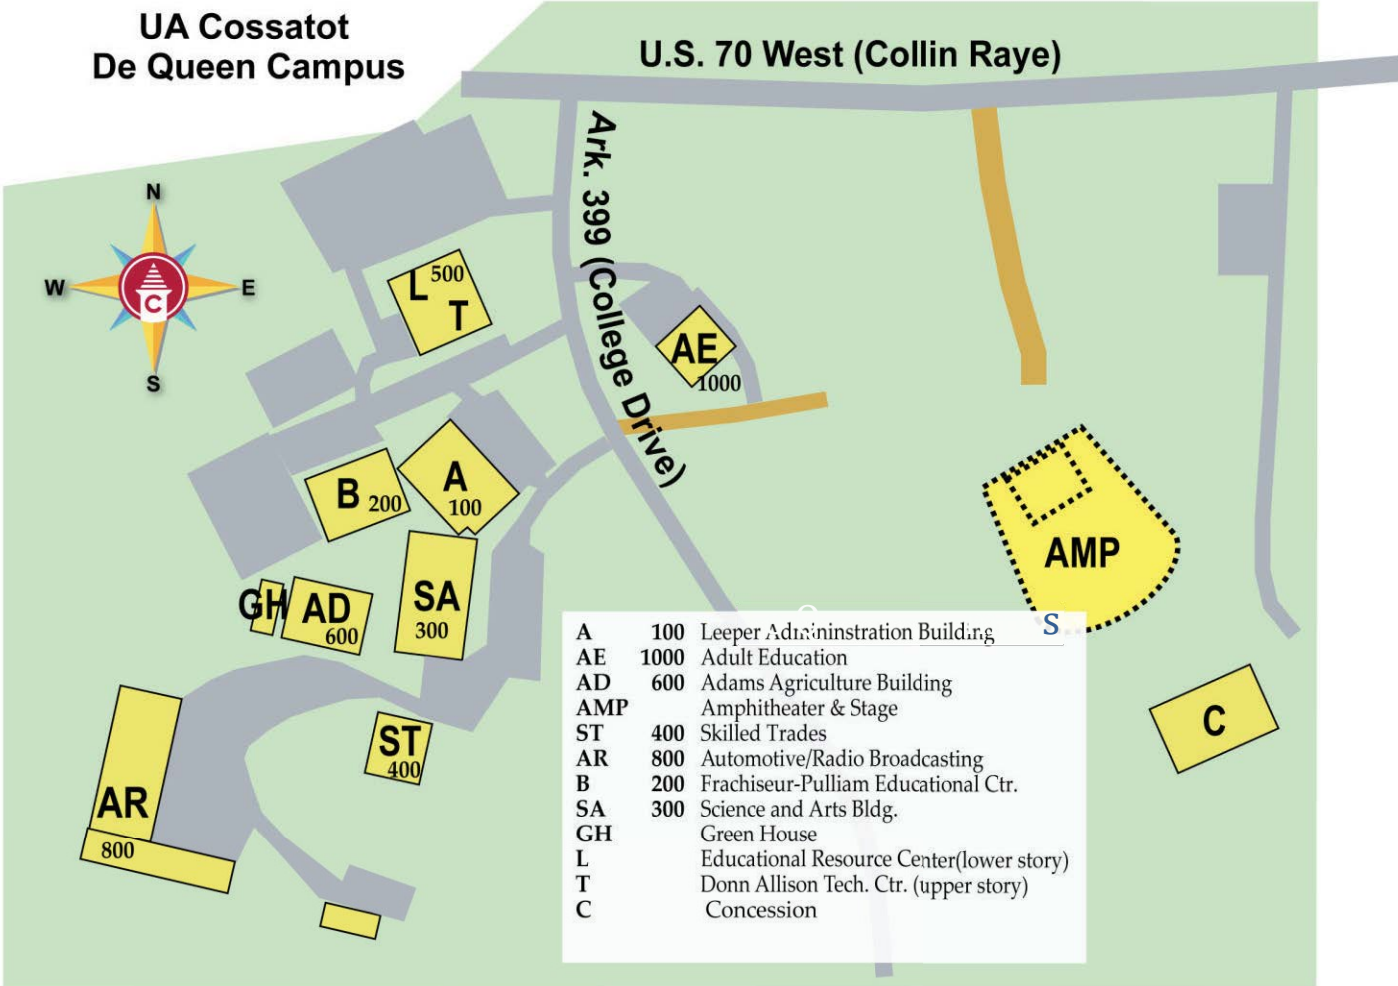 UA Cossatot
De Queen Campus
U.S. 70 West (Collin Raye)
Ark. 399 (College Drive)
N
W
E
S
C
L 500
T
AE
1000
A
100
B 200
SA
300
GH
AD
600
AMP
ST
400
AR
800
C
S
A 100 Leeper Admininstration Building
AE 1000 Adult Education
AD 600 Adams Agriculture Building
AMP Amphitheater & Stage
ST 400 Skilled Trades
AR 800 Automotive/Radio Broadcasting
B 200 Frachiseur-Pulliam Educational Ctr.
SA 300 Science and Arts Bldg.
GH Green House
L Educational Resource Center(lower story)
T Donn Allison Tech. Ctr. (upper story)
C Concession